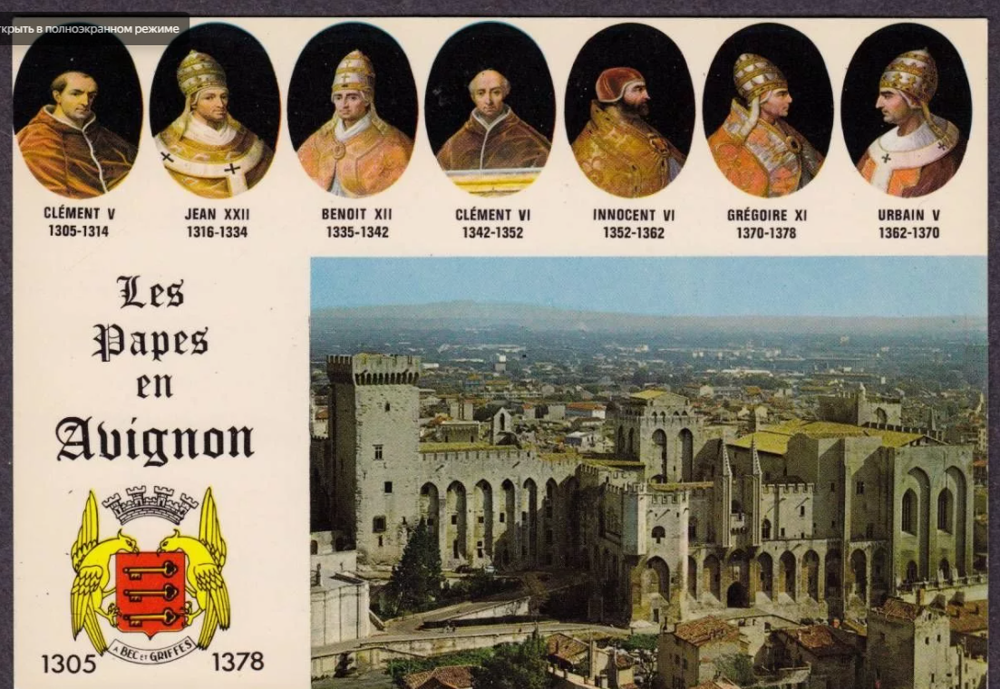 ткрыть в полноэкранном режиме
CLÉMENT V
1305-1314
JEAN XXII
1316-1334
BENOIT XII
1335-1342
CLÉMENT VI
1342-1352
INNOCENT VI
1352-1362
GRÉGOIRE XI
1370-1378
URBAIN V
1362-1370
Les
Papes
en
Avignon
A BEC ET GRIFFES
1305
1378